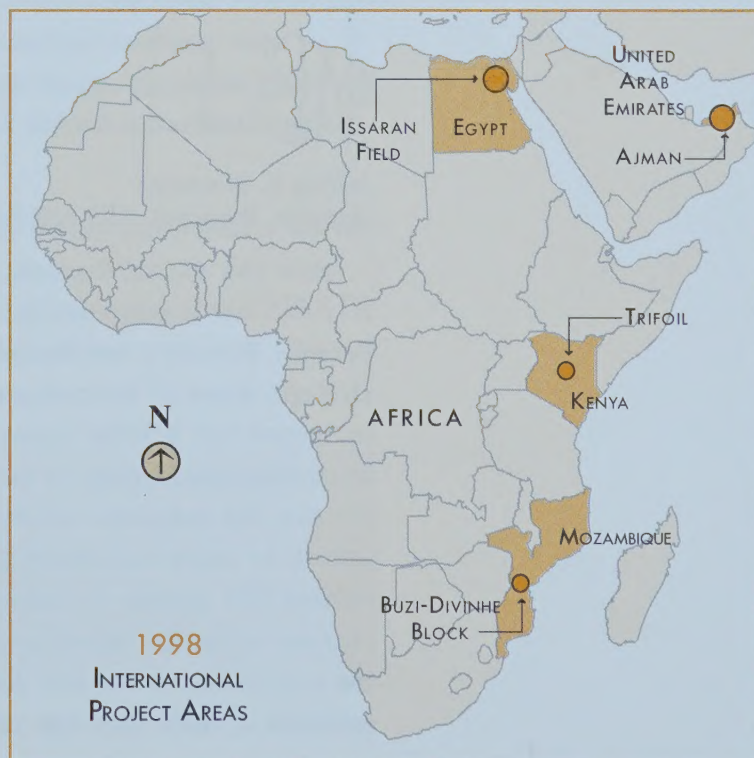 United
Arab
Emirates
Ajman
Issaran
Field
Egypt
Trifoil
Kenya
N
AFRICA
Mozambique
Buzi-Divinhe
Block
1998
International
Project Areas